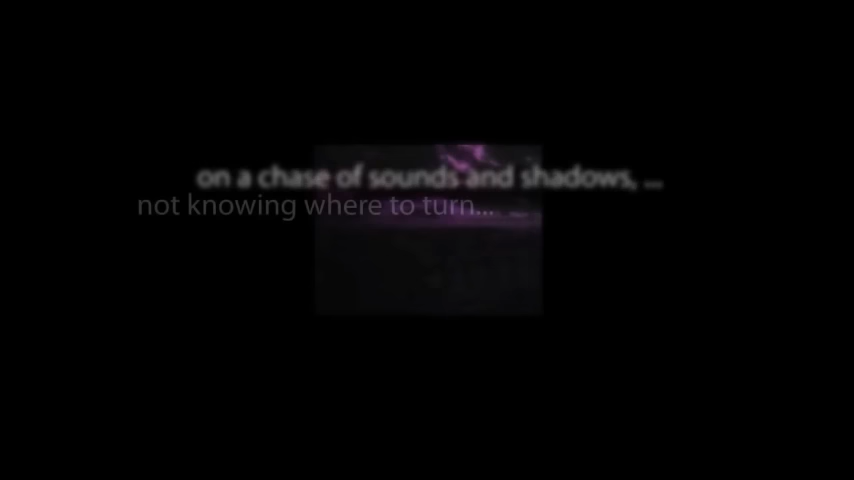 on a chase of sounds and shadows, ...
not knowing where to turn...